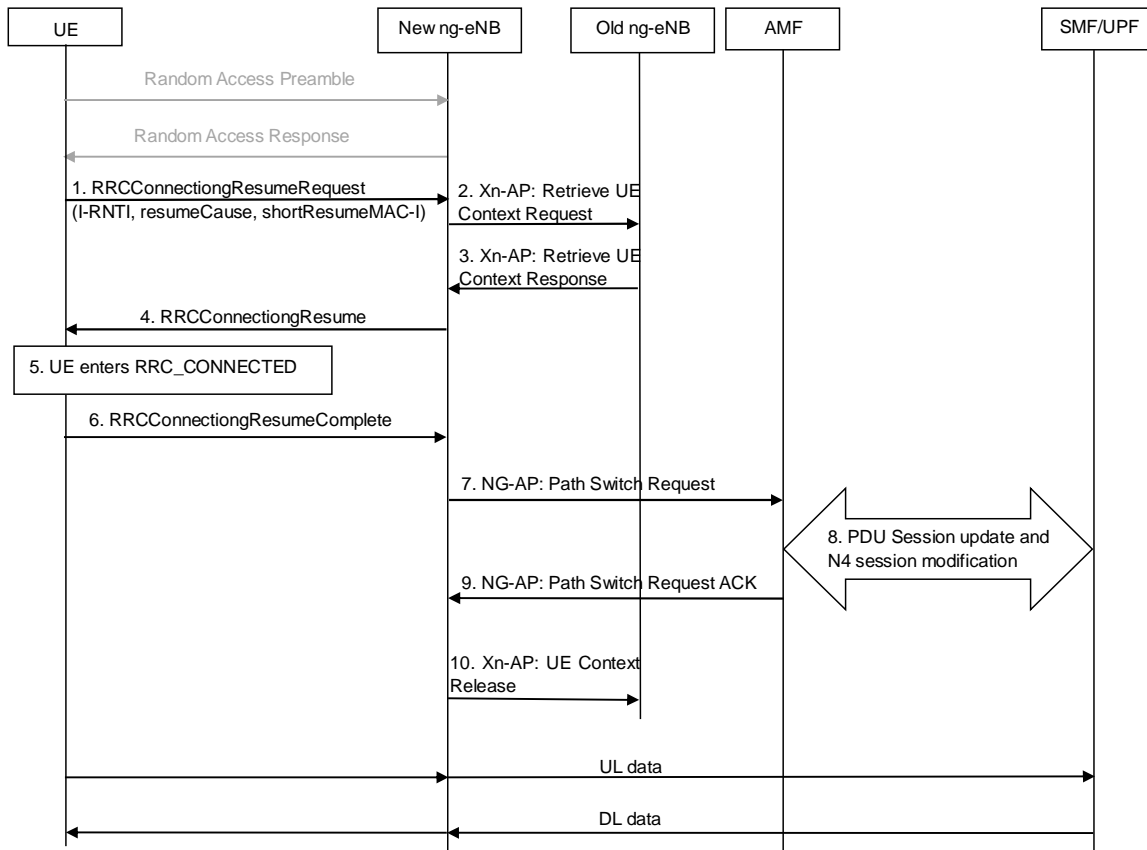 UE
New ng-eNB
Old ng-eNB
AMF
SMF/UPF
Random Access Preamble
Random Access Response
1. RRCConnectiongResumeRequest
(I-RNTI, resumeCause, shortResumeMAC-I)
2. Xn-AP: Retrieve UE
Context Request
3. Xn-AP: Retrieve UE
Context Response
4. RRCConnectiongResume
5. UE enters RRC_CONNECTED
6. RRCConnectiongResumeComplete
7. NG-AP: Path Switch Request
8. PDU Session update and
N4 session modification
9. NG-AP: Path Switch Request ACK
10. Xn-AP: UE Context
Release
UL data
DL data